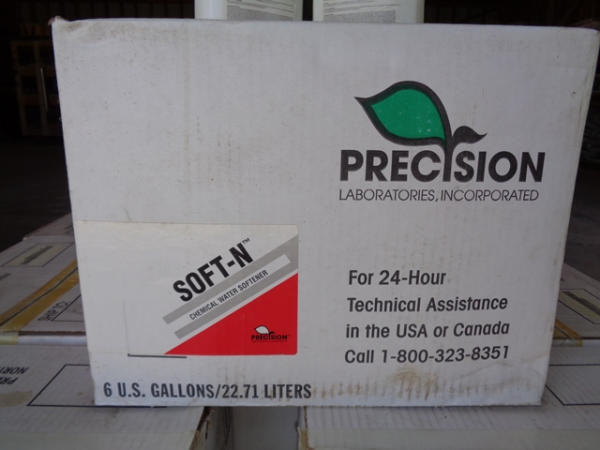 PRECISION
LABORATORIES, INCORPORATED
SOFT-N™
CHEMICAL WATER SOFTENER
PRECISION
For 24-Hour
Technical Assistance
in the USA or Canada
Call 1-800-323-8351
6 U.S. GALLONS/22.71 LITERS